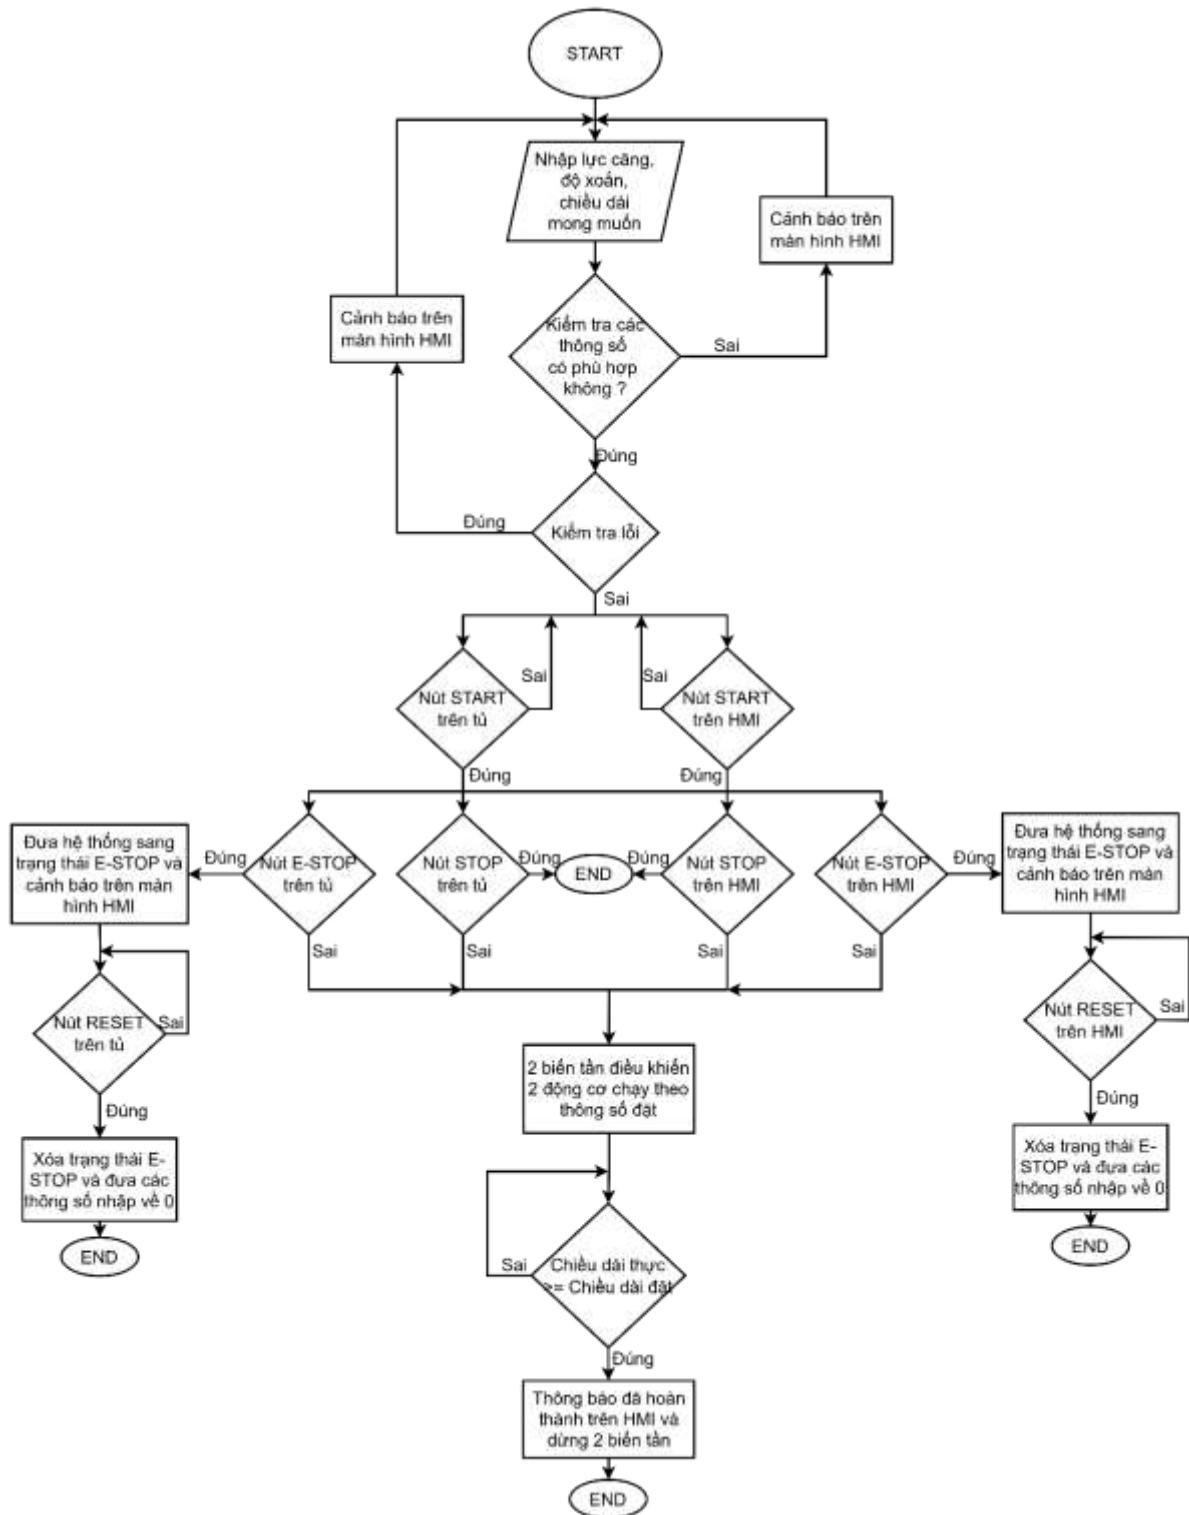 START
Nhập lực căng,
độ xoắn,
chiều dài
mong muốn
Cảnh báo trên
màn hình HMI
Cảnh báo trên
màn hình HMI
Kiểm tra các
thông số
có phù hợp
không ?
Sai
Đúng
Kiểm tra lỗi
Đúng
Sai
Nút START
trên tủ
Sai
Nút START
trên HMI
Sai
Đúng
Đúng
Đưa hệ thống sang
trạng thái E-STOP và
cảnh báo trên màn
hình HMI
Đúng
Nút E-STOP
trên tủ
Nút STOP
trên tủ
Đúng
END
Đúng
Nút STOP
trên HMI
Nút E-STOP
trên HMI
Đúng
Đưa hệ thống sang
trạng thái E-STOP và
cảnh báo trên màn
hình HMI
Sai
Sai
Sai
Sai
Nút RESET
trên tủ
Sai
Nút RESET
trên HMI
Sai
2 biến tần điều khiển
2 động cơ chạy theo
thông số đặt
Đúng
Đúng
Xóa trạng thái E-
STOP và đưa các
thông số nhập về 0
Xóa trạng thái E-
STOP và đưa các
thông số nhập về 0
END
END
Chiều dài thực
>= Chiều dài đặt
Sai
Đúng
Thông báo đã hoàn
thành trên HMI và
dừng 2 biến tần
END